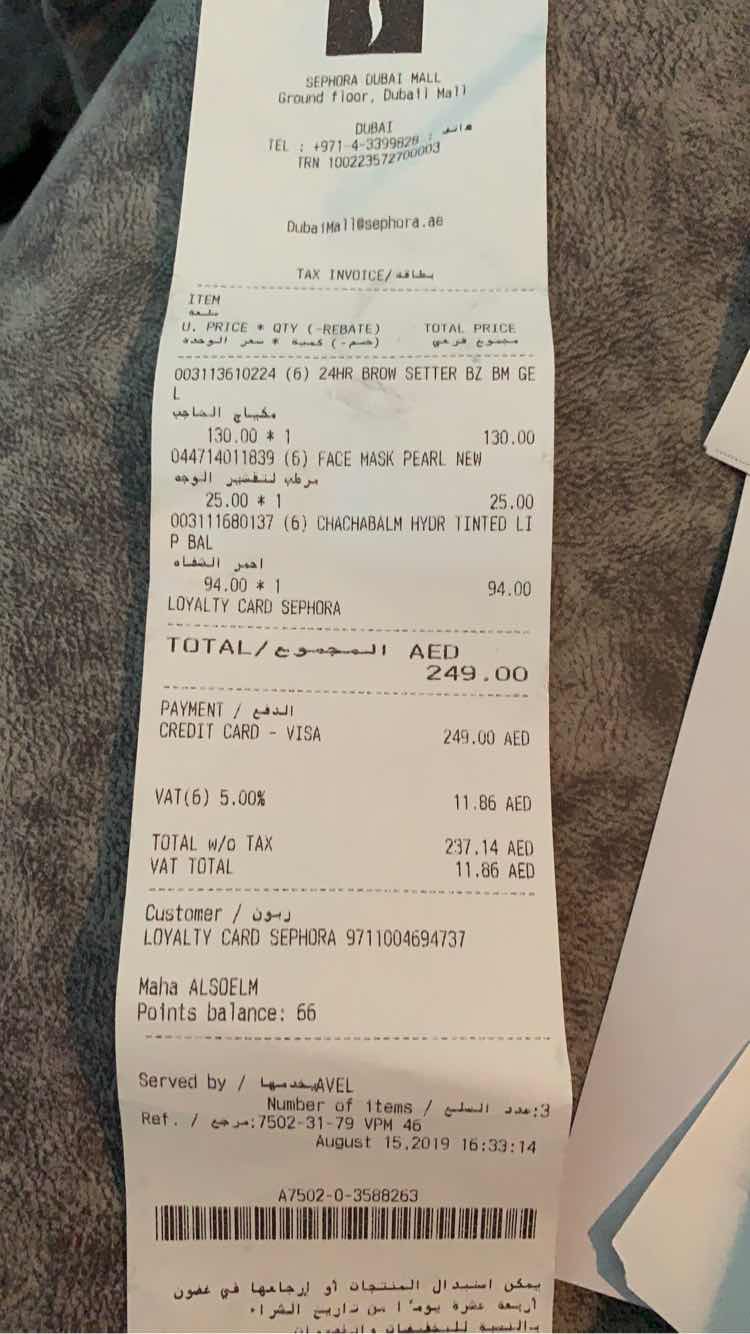 SEPHORA DUBAI MALL
Ground floor, Dubail Mall
DUBAI
TEL : +971-4-3399828 : هاتف
TRN 100223572700003
DubaiMall@sephora.ae
TAX INVOICE/بطاقة
ITEM
سلعة
U. PRICE * QTY (-REBATE) TOTAL PRICE
(خصم-) كمية * سعر الوحدة مجموع فرعي
003113610224 (6) 24HR BROW SETTER BZ BM GE
L
مكياج الحاجب
130.00 * 1 130.00
044714011839 (6) FACE MASK PEARL NEW
مرطب لتقشير الوجه
25.00 * 1 25.00
003111680137 (6) CHACHABALM HYDR TINTED LI
P BAL
احمر الشفاه
94.00 * 1 94.00
LOYALTY CARD SEPHORA
TOTAL/المجموع AED
249.00
PAYMENT / الدفع
CREDIT CARD - VISA 249.00 AED
VAT(6) 5.00% 11.86 AED
TOTAL w/o TAX 237.14 AED
VAT TOTAL 11.86 AED
Customer / زبون
LOYALTY CARD SEPHORA 9711004694737
Maha ALSOELM
Points balance: 66
Served by / يخدمها AVEL
Number of items / عدد السلع :3
Ref. / مرجع:7502-31-79 VPM 46
August 15,2019 16:33:14
A7502-0-3588263
يمكن استبدال المنتجات أو إرجاعها في غضون
أربعة عشرة يومًا من تاريخ الشراء
بالنسبة للتخفيضات